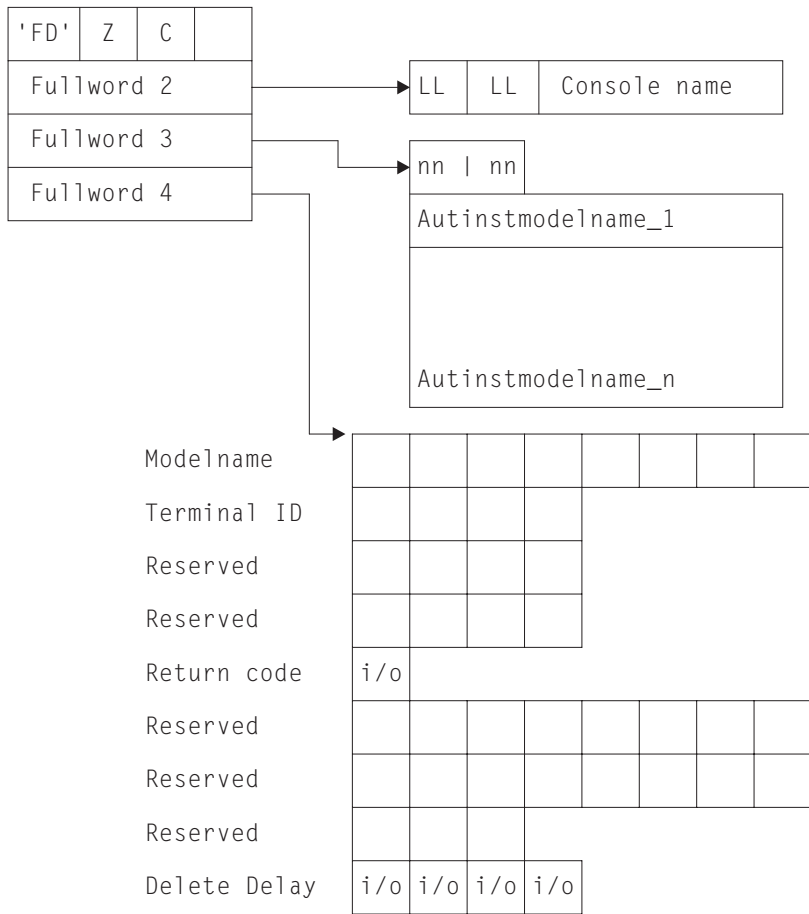 'FD' Z C
Fullword 2
LL LL Console name
Fullword 3
nn | nn
Fullword 4
Autinstmodelname_1
Autinstmodelname_n
Modelname
Terminal ID
Reserved
Reserved
Return code i/o
Reserved
Reserved
Reserved
Delete Delay i/o i/o i/o i/o